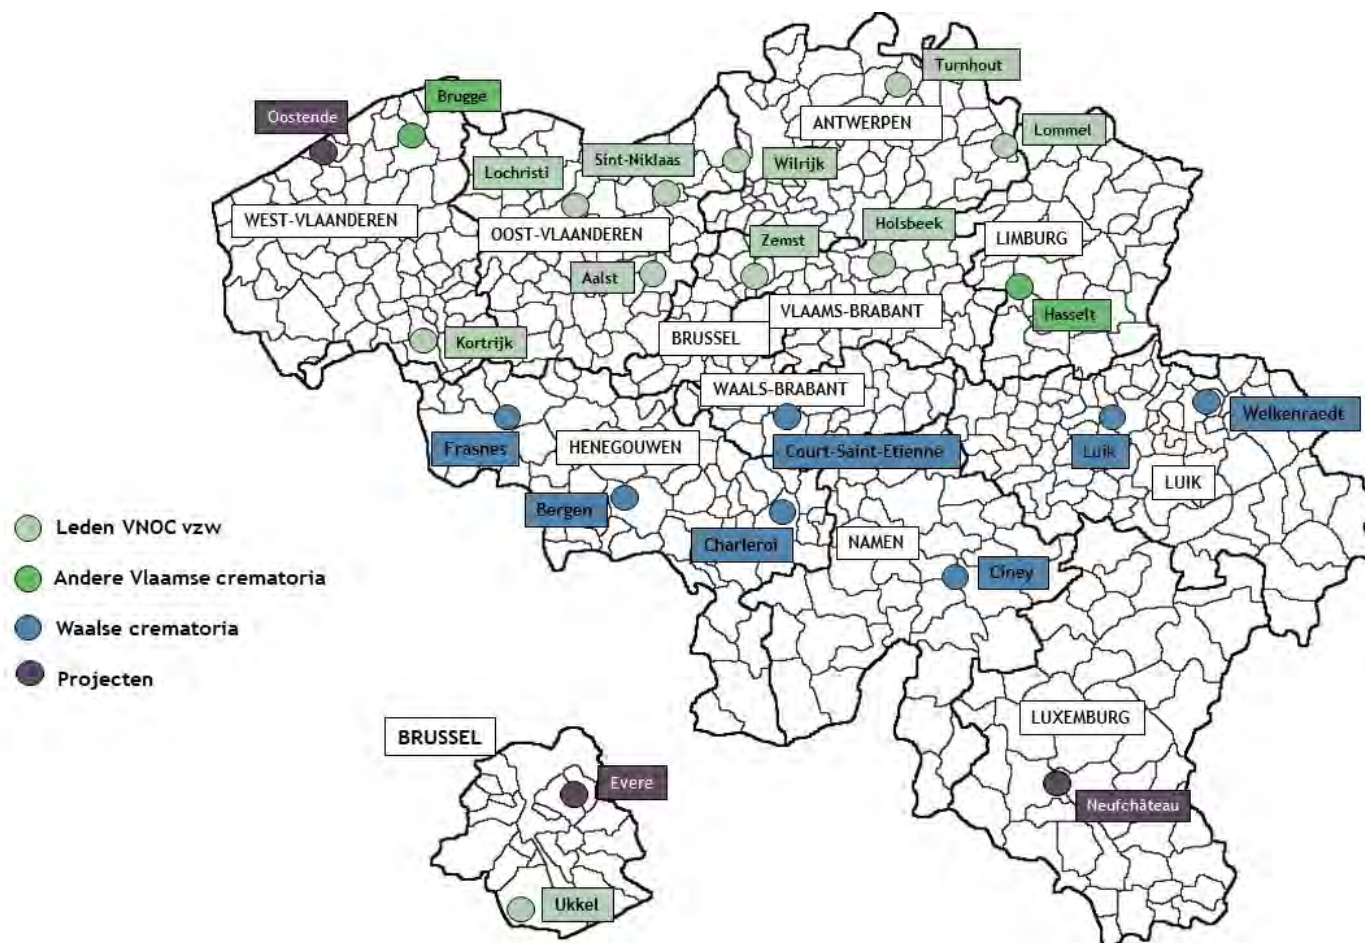 Turnhout
Brugge
Oostende
ANTWERPEN
Lommel
Sint-Niklaas
Wilrijk
Lochristi
WEST-VLAANDEREN
Holsbeek
OOST-VLAANDEREN
Zemst
LIMBURG
Aalst
VLAAMS-BRABANT
Hasselt
BRUSSEL
Kortrijk
WAALS-BRABANT
Welkenraedt
Frasnes
HENEGOUWEN
Court-Saint-Etienne
Luik
LUIK
Bergen
Charleroi
NAMEN
Ciney
Leden VNOC vzw
Andere Vlaamse crematoria
Waalse crematoria
Projecten
LUXEMBURG
BRUSSEL
Evere
Neufchâteau
Ukkel